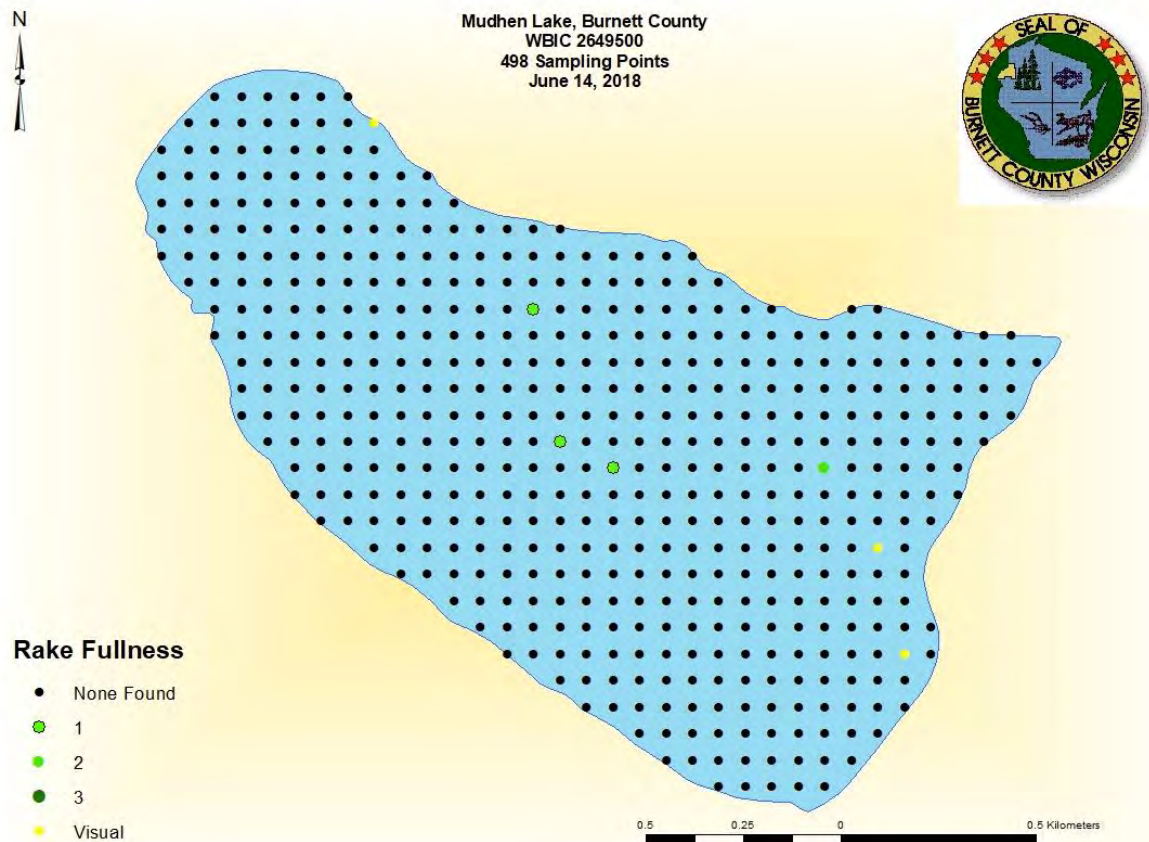 N
Mudhen Lake, Burnett County
WBIC 2649500
498 Sampling Points
June 14, 2018
SEAL OF
BURNETT COUNTY WISCONSIN
Rake Fullness
None Found
1
2
3
Visual
0.5 0.25 0 0.5 Kilometers